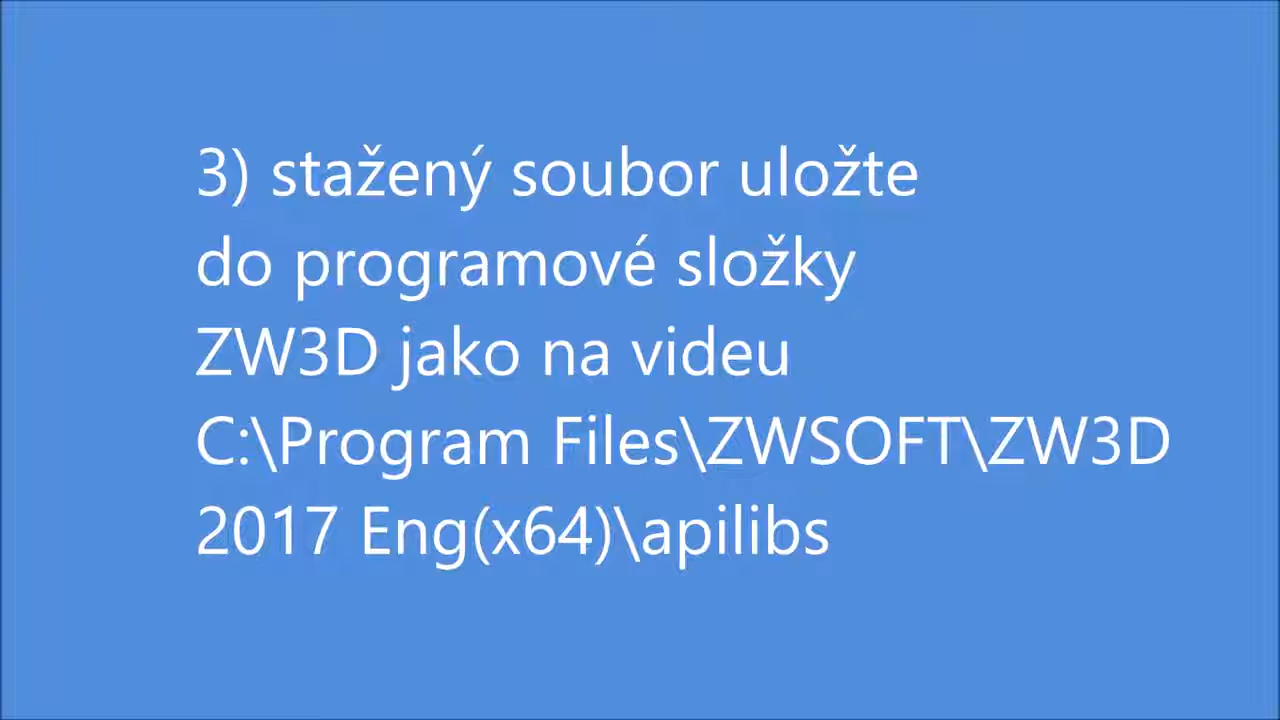 3) stažený soubor uložte
do programové složky
ZW3D jako na videu
C:\Program Files\ZWSOFT\ZW3D
2017 Eng(x64)\apilibs